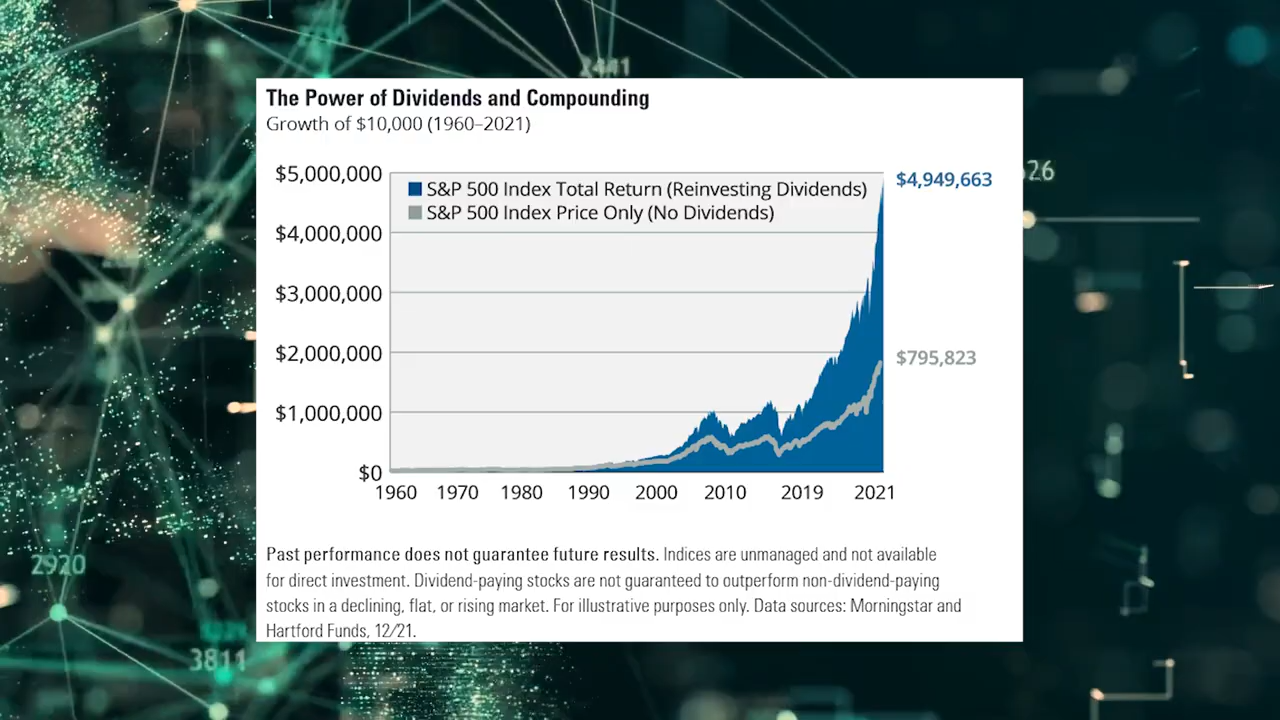 2441
The Power of Dividends and Compounding
Growth of $10,000 (1960–2021)
$5,000,000
S&P 500 Index Total Return (Reinvesting Dividends)
$4,949,663
S&P 500 Index Price Only (No Dividends)
$4,000,000
$3,000,000
$2,000,000
$795,823
$1,000,000
$0
1960 1970 1980 1990 2000 2010 2019 2021
Past performance does not guarantee future results. Indices are unmanaged and not available
for direct investment. Dividend-paying stocks are not guaranteed to outperform non-dividend-paying
stocks in a declining, flat, or rising market. For illustrative purposes only. Data sources: Morningstar and
Hartford Funds, 12/21.
2920
3811